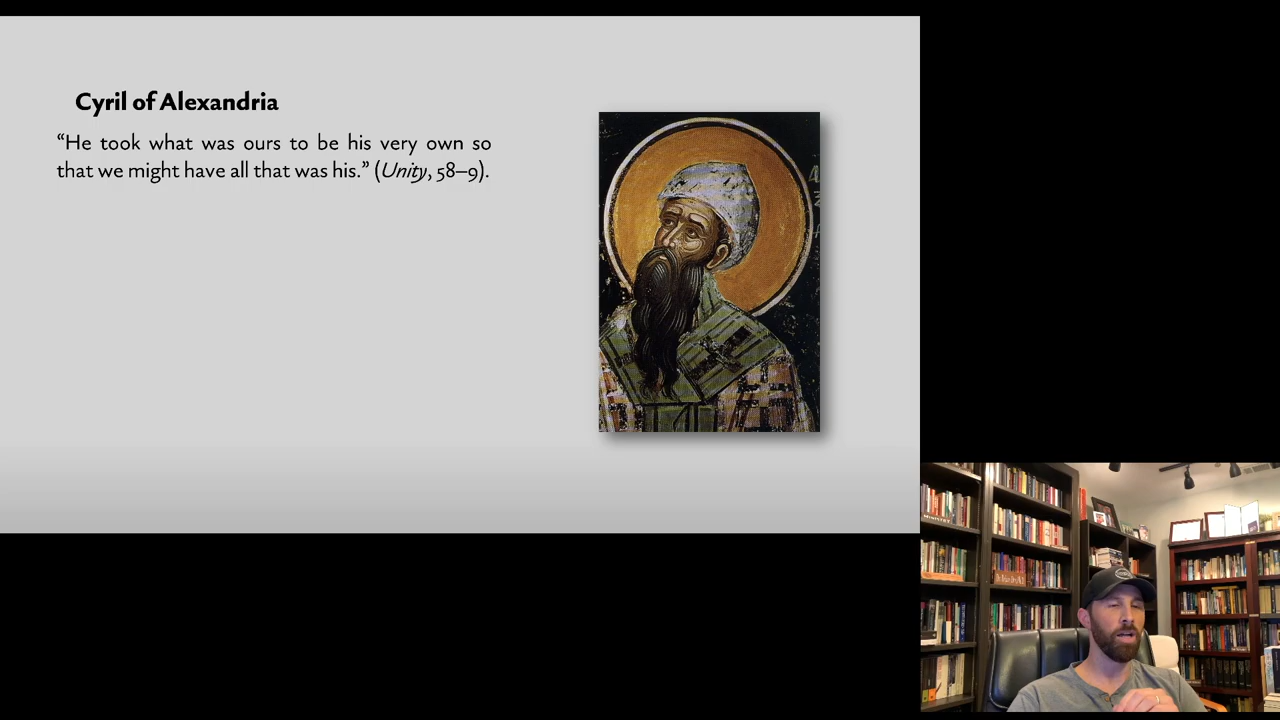 Cyril of Alexandria
“He took what was ours to be his very own so
that we might have all that was his.” (Unity, 58–9).
MINISTRY